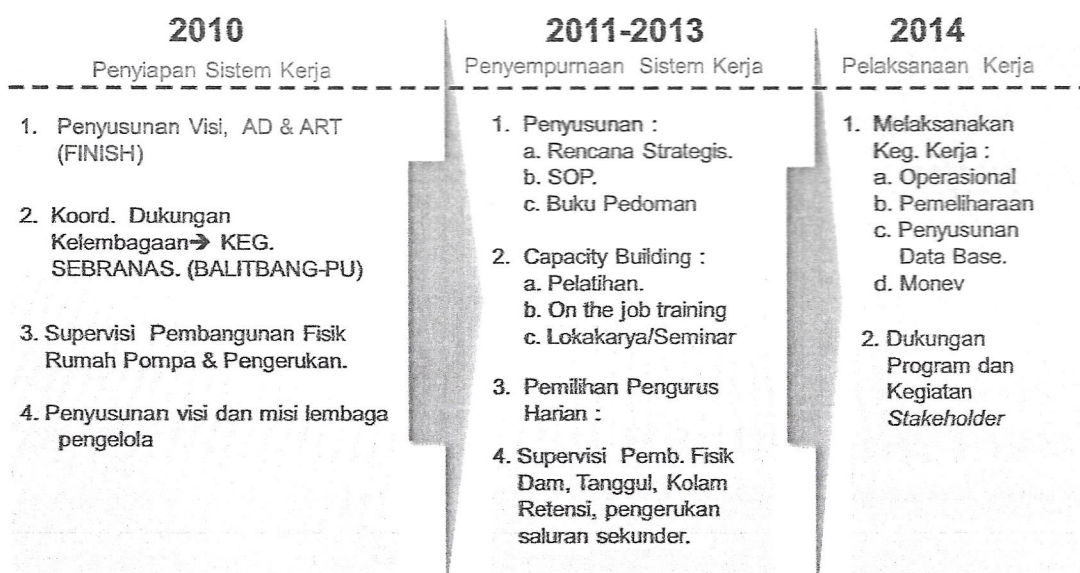 2010
Penyiapan Sistem Kerja
1. Penyusunan Visi, AD & ART
(FINISH)
2. Koord. Dukungan
Kelembagaan→ KEG.
SEBRANAS. (BALITBANG-PU)
3. Supervisi Pembangunan Fisik
Rumah Pompa & Pengerukan.
4. Penyusunan visi dan misi lembaga
pengelola
2011-2013
Penyempurnaan Sistem Kerja
1. Penyusunan :
a. Rencana Strategis.
b. SOP.
c. Buku Pedoman
2. Capacity Building :
a. Pelatihan.
b. On the job training
c. Lokakarya/Seminar
3. Pemilihan Pengurus
Harian :
4. Supervisi Pemb. Fisik
Dam, Tanggul, Kolam
Retensi, pengerukan
saluran sekunder.
2014
Pelaksanaan Kerja
1. Melaksanakan
Keg. Kerja :
a. Operasional
b. Pemeliharaan
c. Penyusunan
Data Base.
d. Monev
2. Dukungan
Program dan
Kegiatan
Stakeholder